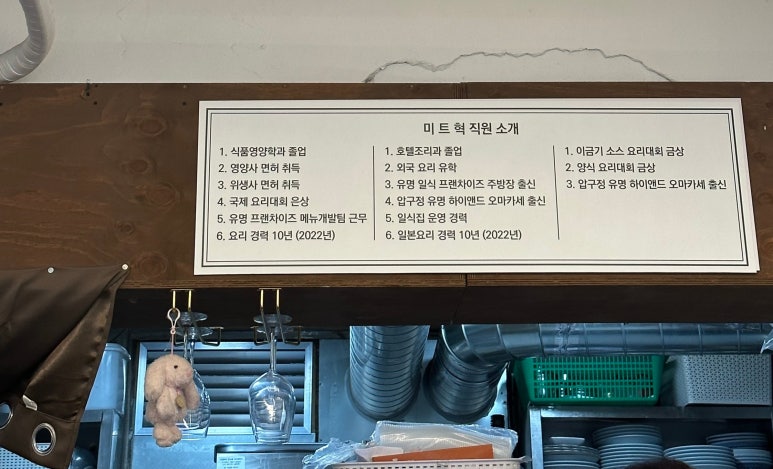 미 트 혁 직원 소개
1. 식품영양학과 졸업
2. 영양사 면허 취득
3. 위생사 면허 취득
4. 국제 요리대회 은상
5. 유명 프랜차이즈 메뉴개발팀 근무
6. 요리 경력 10년 (2022년)
1. 호텔조리과 졸업
2. 외국 요리 유학
3. 유명 일식 프랜차이즈 주방장 출신
4. 압구정 유명 하이앤드 오마카세 출신
5. 일식집 운영 경력
6. 일본요리 경력 10년 (2022년)
1. 이금기 소스 요리대회 금상
2. 양식 요리대회 금상
3. 압구정 유명 하이앤드 오마카세 출신